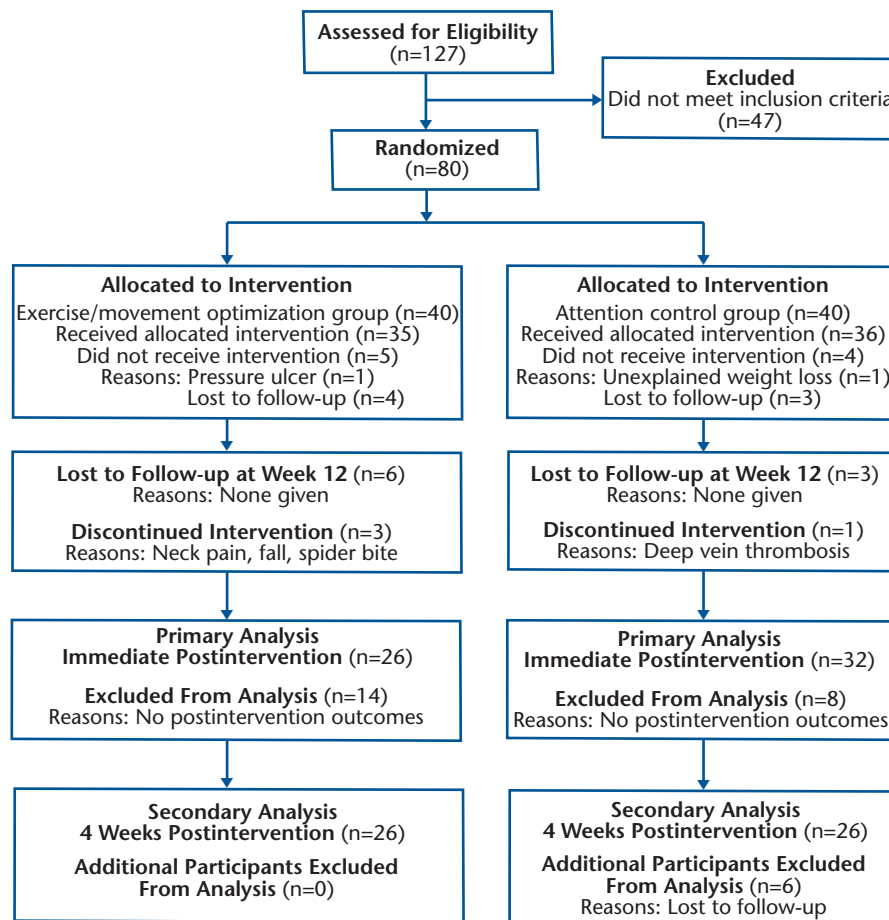 Assessed for Eligibility
(n=127)
Excluded
Did not meet inclusion criteria
(n=47)
Randomized
(n=80)
Allocated to Intervention
Exercise/movement optimization group (n=40)
Received allocated intervention (n=35)
Did not receive intervention (n=5)
Reasons: Pressure ulcer (n=1)
Lost to follow-up (n=4)
Allocated to Intervention
Attention control group (n=40)
Received allocated intervention (n=36)
Did not receive intervention (n=4)
Reasons: Unexplained weight loss (n=1)
Lost to follow-up (n=3)
Lost to Follow-up at Week 12 (n=6)
Reasons: None given
Discontinued Intervention (n=3)
Reasons: Neck pain, fall, spider bite
Lost to Follow-up at Week 12 (n=3)
Reasons: None given
Discontinued Intervention (n=1)
Reasons: Deep vein thrombosis
Primary Analysis
Immediate Postintervention (n=26)
Excluded From Analysis (n=14)
Reasons: No postintervention outcomes
Primary Analysis
Immediate Postintervention (n=32)
Excluded From Analysis (n=8)
Reasons: No postintervention outcomes
Secondary Analysis
4 Weeks Postintervention (n=26)
Additional Participants Excluded
From Analysis (n=0)
Secondary Analysis
4 Weeks Postintervention (n=26)
Additional Participants Excluded
From Analysis (n=6)
Reasons: Lost to follow-up